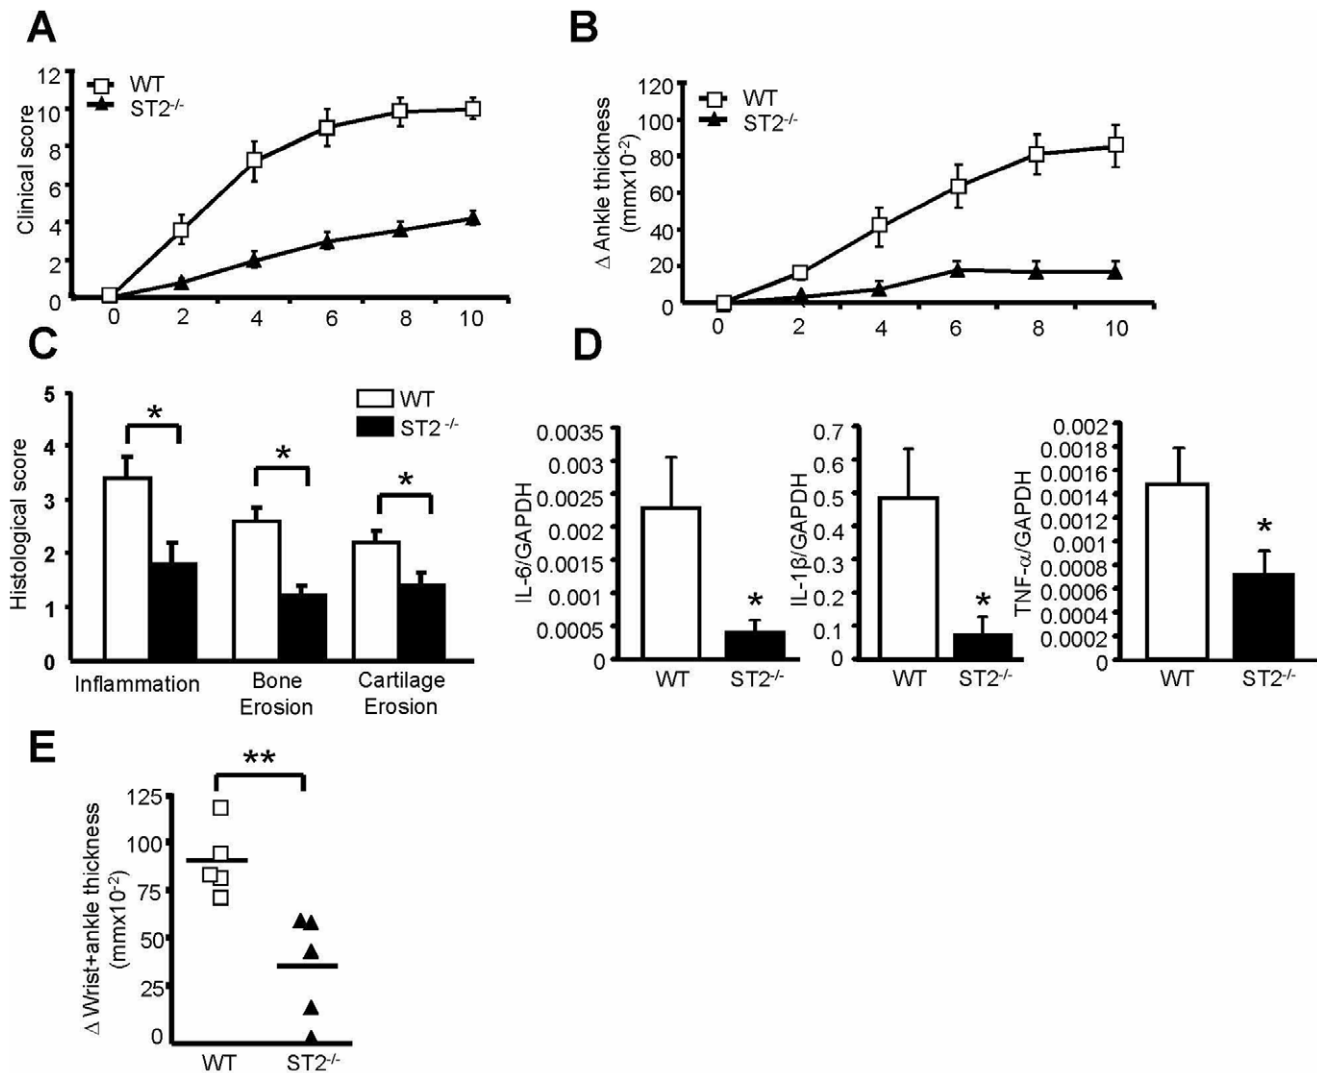 A
Clinical score
12
10
8
6
4
2
0
WT
ST2-/-
0 2 4 6 8 10
B
Δ Ankle thickness
(mmx10-2)
120
100
80
60
40
20
0
WT
ST2-/-
0 2 4 6 8 10
C
Histological score
5
4
3
2
1
0
WT
ST2 -/-
*
*
*
Inflammation
Bone
Erosion
Cartilage
Erosion
D
IL-6/GAPDH
0.0035
0.003
0.0025
0.002
0.0015
0.001
0.0005
0
*
WT ST2-/-
IL-1β/GAPDH
0.7
0.6
0.5
0.4
0.3
0.2
0.1
0
*
WT ST2-/-
TNF-α/GAPDH
0.002
0.0018
0.0016
0.0014
0.0012
0.001
0.0008
0.0006
0.0004
0.0002
0
*
WT ST2-/-
E
Δ Wrist+ankle thickness
(mmx10-2)
125
100
75
50
25
0
**
WT ST2-/-